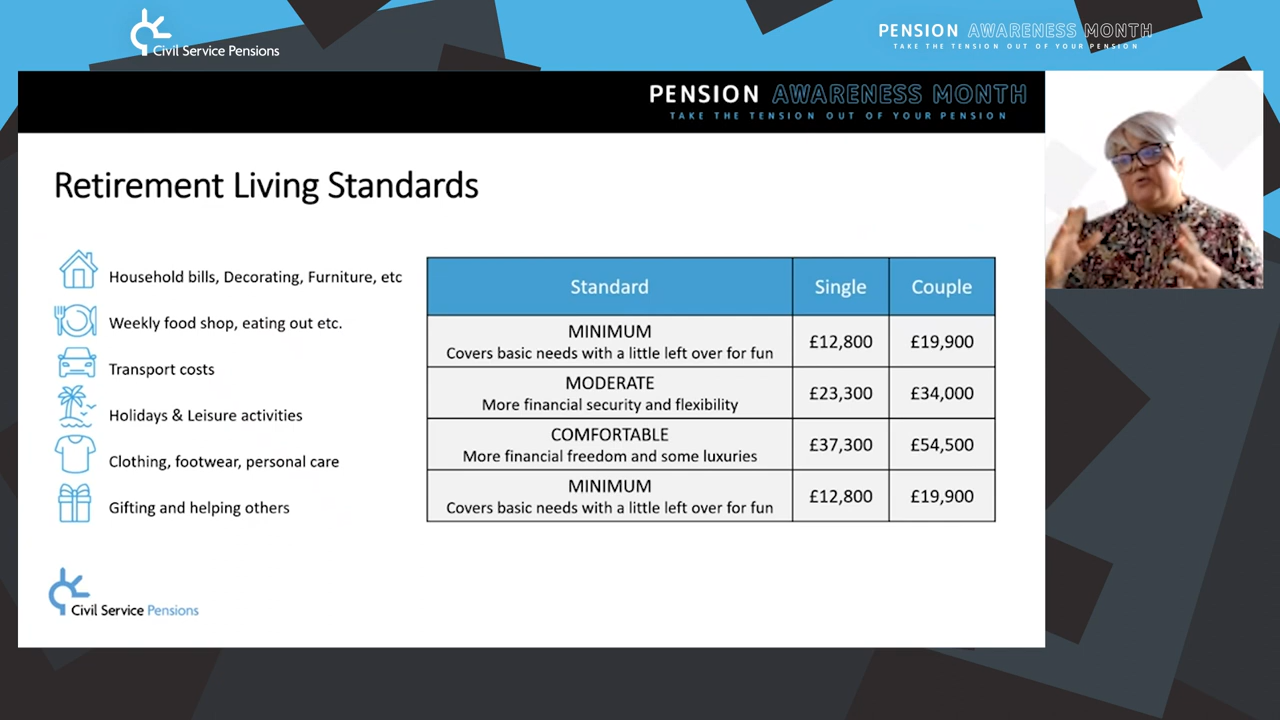 Civil Service Pensions
PENSION AWARENESS MONTH
TAKE THE TENSION OUT OF YOUR PENSION
PENSION AWARENESS MONTH
TAKE THE TENSION OUT OF YOUR PENSION
Retirement Living Standards
Household bills, Decorating, Furniture, etc
Weekly food shop, eating out etc.
Transport costs
Holidays & Leisure activities
Clothing, footwear, personal care
Gifting and helping others
Standard Single Couple
MINIMUM
Covers basic needs with a little left over for fun £12,800 £19,900
MODERATE
More financial security and flexibility £23,300 £34,000
COMFORTABLE
More financial freedom and some luxuries £37,300 £54,500
MINIMUM
Covers basic needs with a little left over for fun £12,800 £19,900
Civil Service Pensions